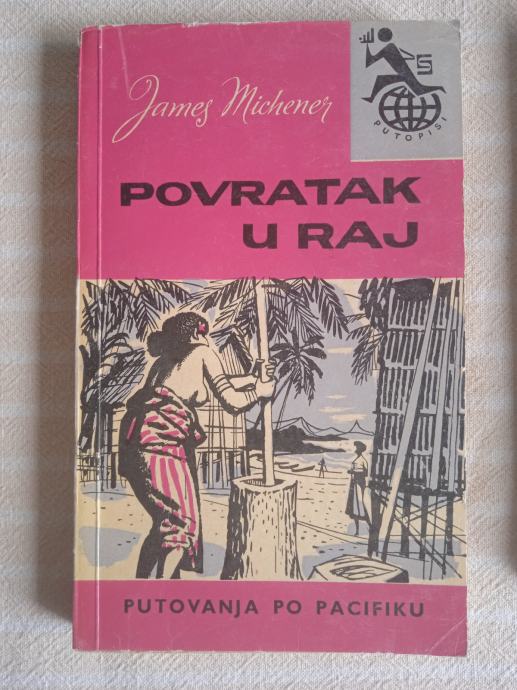 James Michener
PUTOPISI
POVRATAK
U RAJ
PUTOVANJA PO PACIFIKU